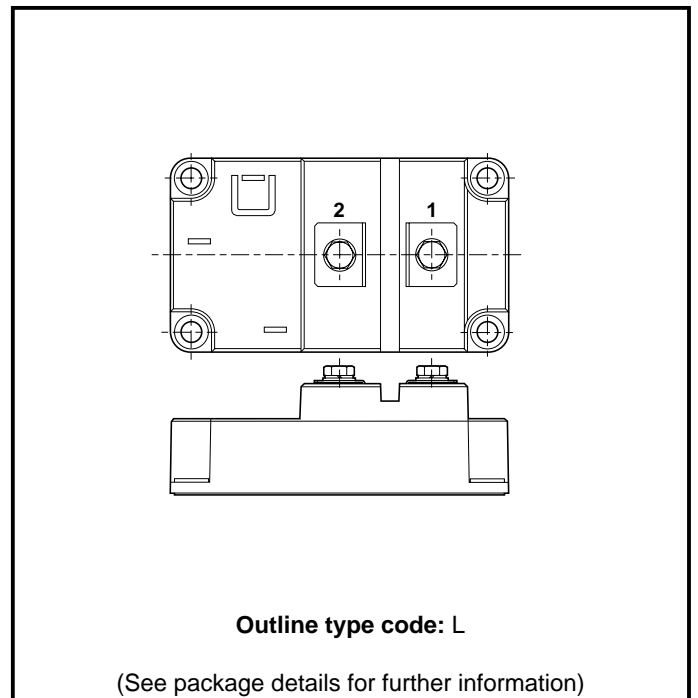 2 1
Outline type code: L
(See package details for further information)